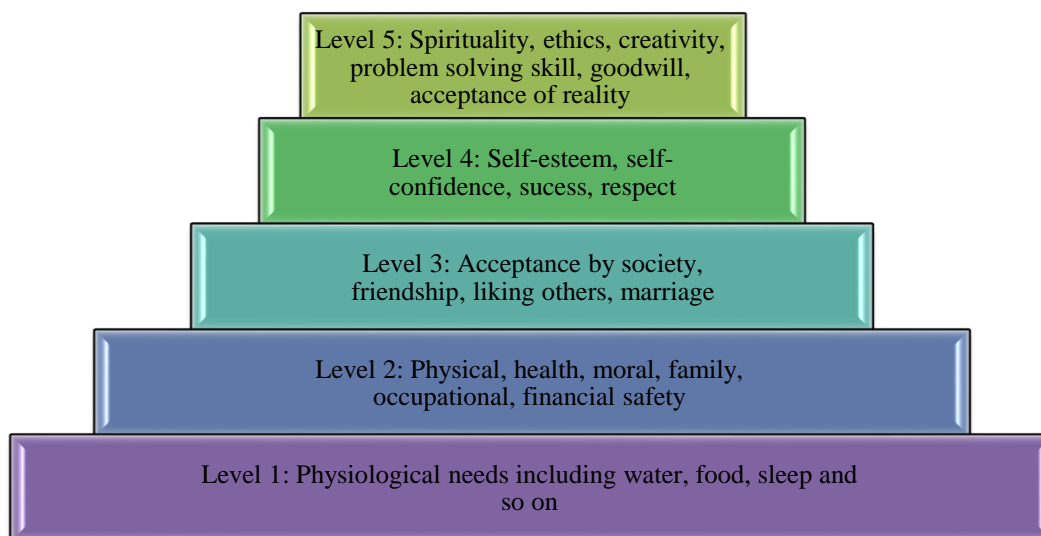 Level 5: Spirituality, ethics, creativity,
problem solving skill, goodwill,
acceptance of reality
Level 4: Self-esteem, self-
confidence, sucess, respect
Level 3: Acceptance by society,
friendship, liking others, marriage
Level 2: Physical, health, moral, family,
occupational, financial safety
Level 1: Physiological needs including water, food, sleep and
so on